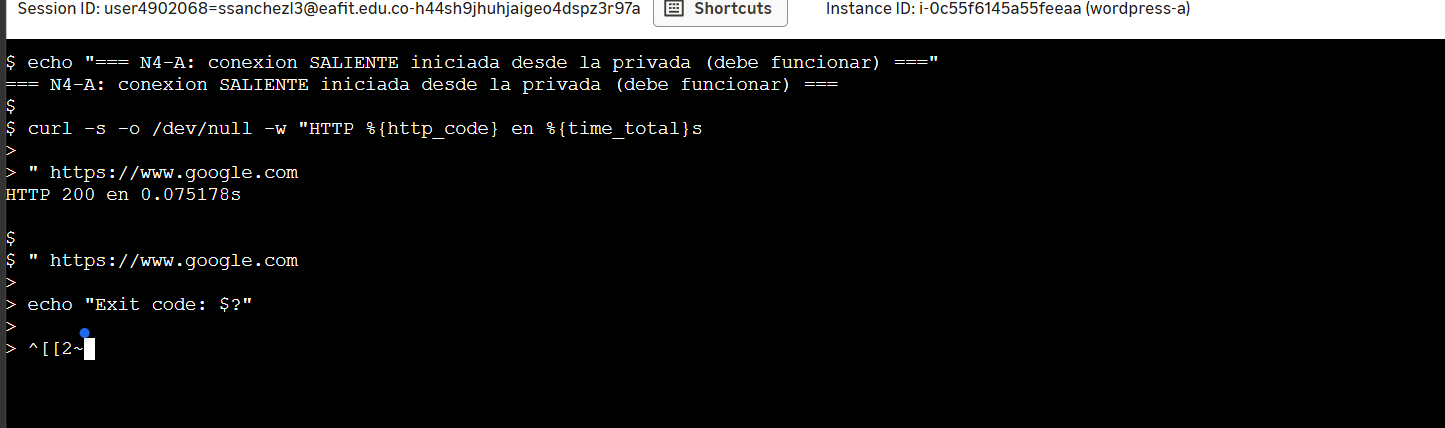 Session ID: user4902068=ssanchezl3@eafit.edu.co-h44sh9jhuhjaigeo4dspz3r97a
Shortcuts
Instance ID: i-0c55f6145a55feeaa (wordpress-a)
$ echo "=== N4-A: conexion SALIENTE iniciada desde la privada (debe funcionar) ==="
=== N4-A: conexion SALIENTE iniciada desde la privada (debe funcionar) ===
$
$ curl -s -o /dev/null -w "HTTP %{http_code} en %{time_total}s
>
> " https://www.google.com
HTTP 200 en 0.075178s
$
$ " https://www.google.com
>
> echo "Exit code: $?"
>
> ^[[2~